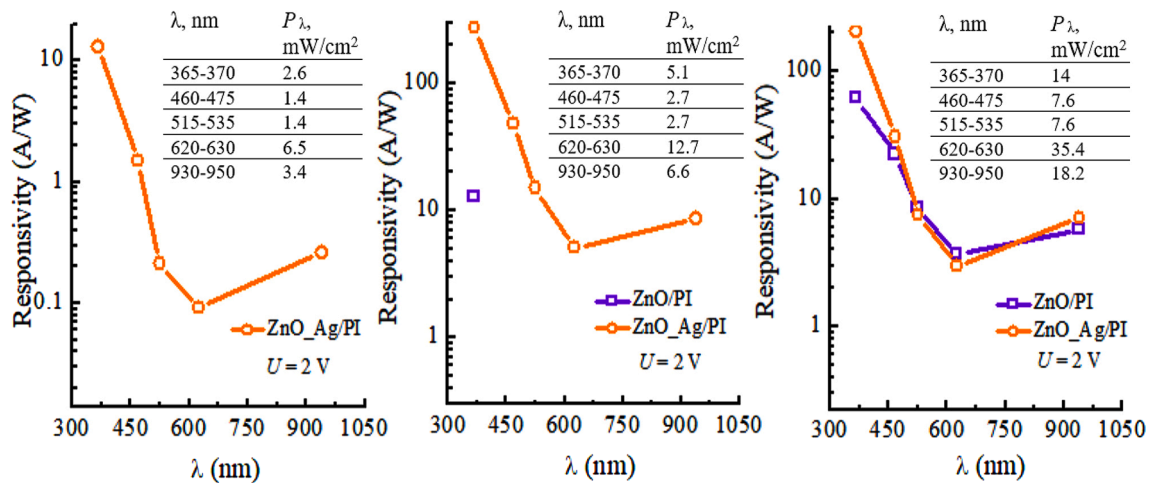 λ, nm Pλ, mW/cm²
365-370 2.6
460-475 1.4
515-535 1.4
620-630 6.5
930-950 3.4
Responsivity (A/W)
10
1
0.1
ZnO_Ag/PI
U = 2 V
300 450 600 750 900 1050
λ (nm)
λ, nm Pλ, mW/cm²
365-370 5.1
460-475 2.7
515-535 2.7
620-630 12.7
930-950 6.6
Responsivity (A/W)
100
10
1
ZnO/PI
ZnO_Ag/PI
U = 2 V
300 450 600 750 900 1050
λ (nm)
λ, nm Pλ, mW/cm²
365-370 14
460-475 7.6
515-535 7.6
620-630 35.4
930-950 18.2
Responsivity (A/W)
100
10
1
ZnO/PI
ZnO_Ag/PI
U = 2 V
300 450 600 750 900 1050
λ (nm)